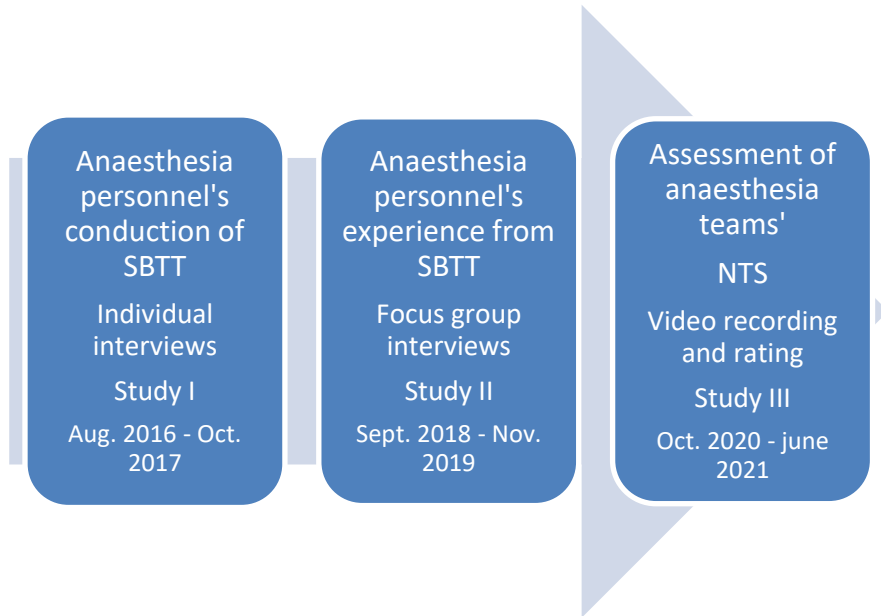 Anaesthesia
personnel's
conduction of
SBTT
Individual
interviews
Study I
Aug. 2016 - Oct.
2017
Anaesthesia
personnel's
experience from
SBTT
Focus group
interviews
Study II
Sept. 2018 - Nov.
2019
Assessment of
anaesthesia
teams'
NTS
Video recording
and rating
Study III
Oct. 2020 - june
2021